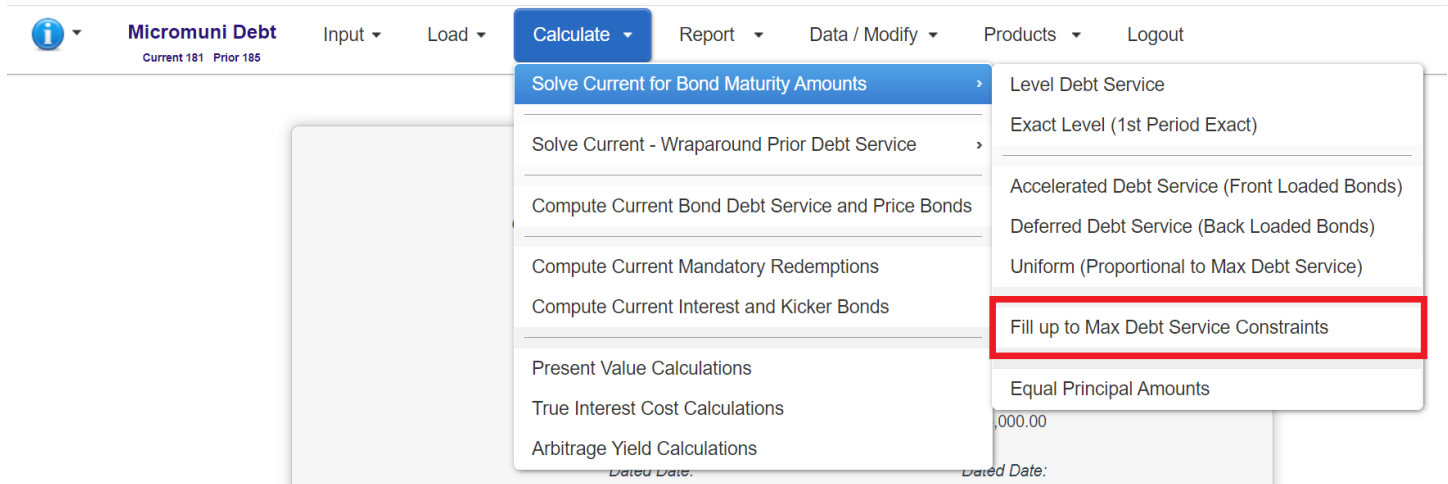 Micromuni Debt
Current 181 Prior 185
Input
Load
Calculate
Report
Data / Modify
Products
Logout
Solve Current for Bond Maturity Amounts
Solve Current - Wraparound Prior Debt Service
Compute Current Bond Debt Service and Price Bonds
Compute Current Mandatory Redemptions
Compute Current Interest and Kicker Bonds
Present Value Calculations
True Interest Cost Calculations
Arbitrage Yield Calculations
Level Debt Service
Exact Level (1st Period Exact)
Accelerated Debt Service (Front Loaded Bonds)
Deferred Debt Service (Back Loaded Bonds)
Uniform (Proportional to Max Debt Service)
Fill up to Max Debt Service Constraints
Equal Principal Amounts
,000.00
Dated Date:
Dated Date: